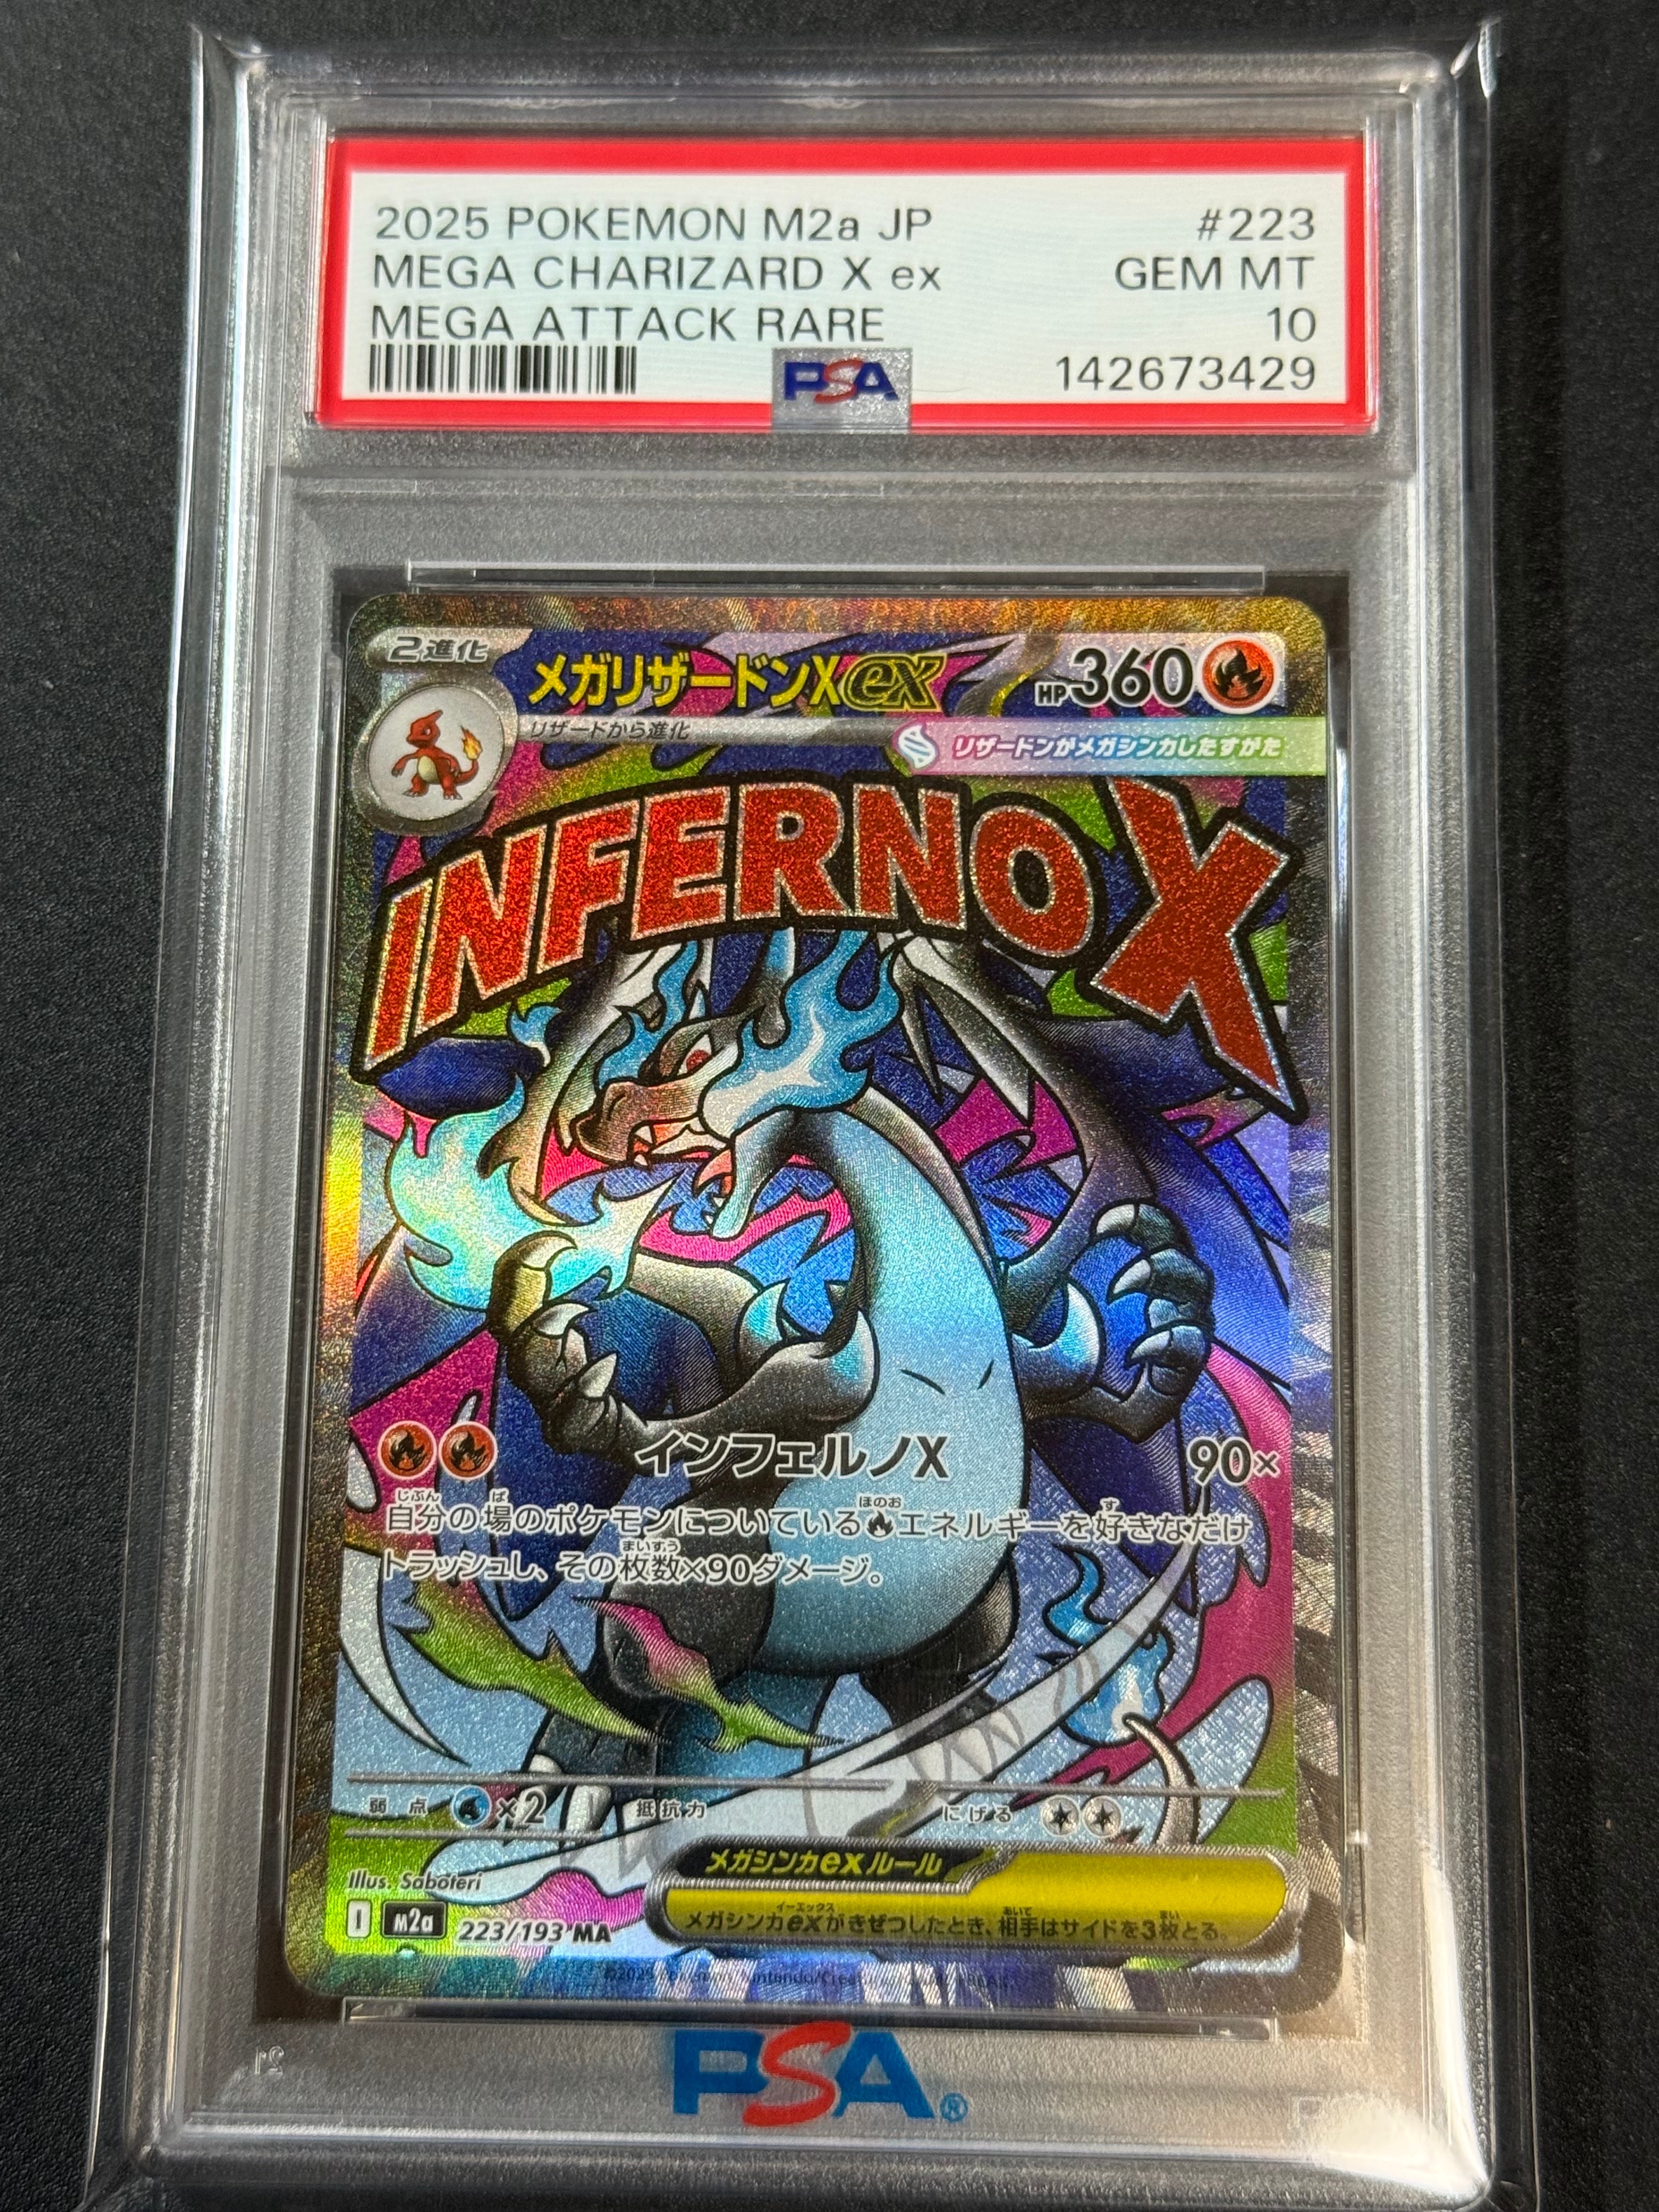 2025 POKEMON M2a JP #223
MEGA CHARIZARD X ex GEM MT
MEGA ATTACK RARE 10
PSA 142673429
2進化
メガリザードンXex HP360
リザードから進化
リザードンがメガシンカしたすがた
INFERNO X
インフェルノX 90×
自分の場のポケモンについているエネルギーを好きなだけ
トラッシュし、その枚数×90ダメージ。
弱点 ×2 抵抗力 にげる
メガシンカexルール
メガシンカexがきぜつしたとき、相手はサイドを3枚とる。
Illus. Saboteri
I m2a 223/193 MA
PSA®